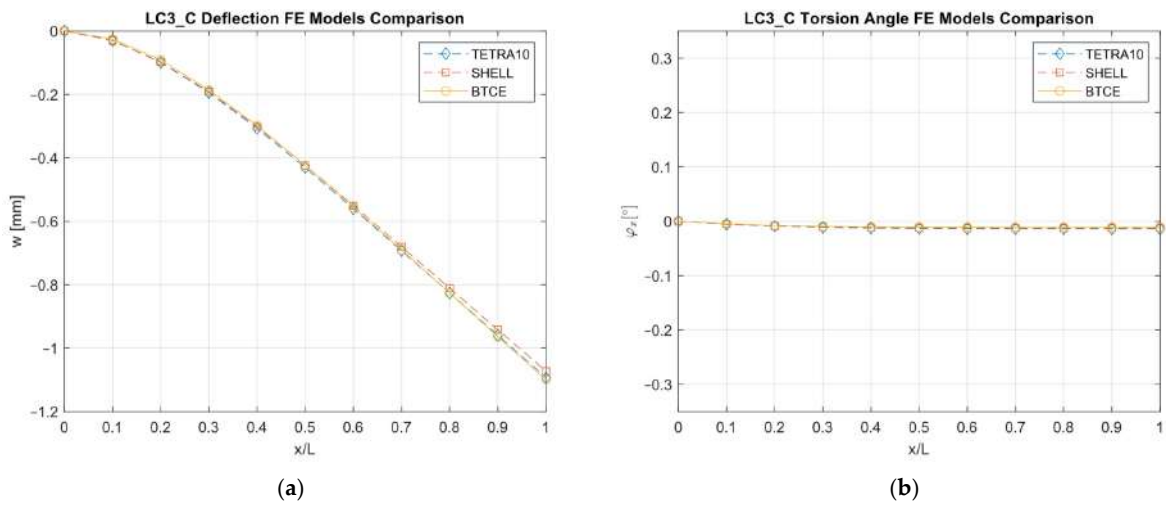 LC3_C Deflection FE Models Comparison
TETRA10
SHELL
BTCE
0
−0.2
−0.4
−0.6
−0.8
−1
−1.2
w [mm]
0 0.1 0.2 0.3 0.4 0.5 0.6 0.7 0.8 0.9 1
x/L
(a)
LC3_C Torsion Angle FE Models Comparison
TETRA10
SHELL
BTCE
0.3
0.2
0.1
0
−0.1
−0.2
−0.3
φx[°]
0 0.1 0.2 0.3 0.4 0.5 0.6 0.7 0.8 0.9 1
x/L
(b)